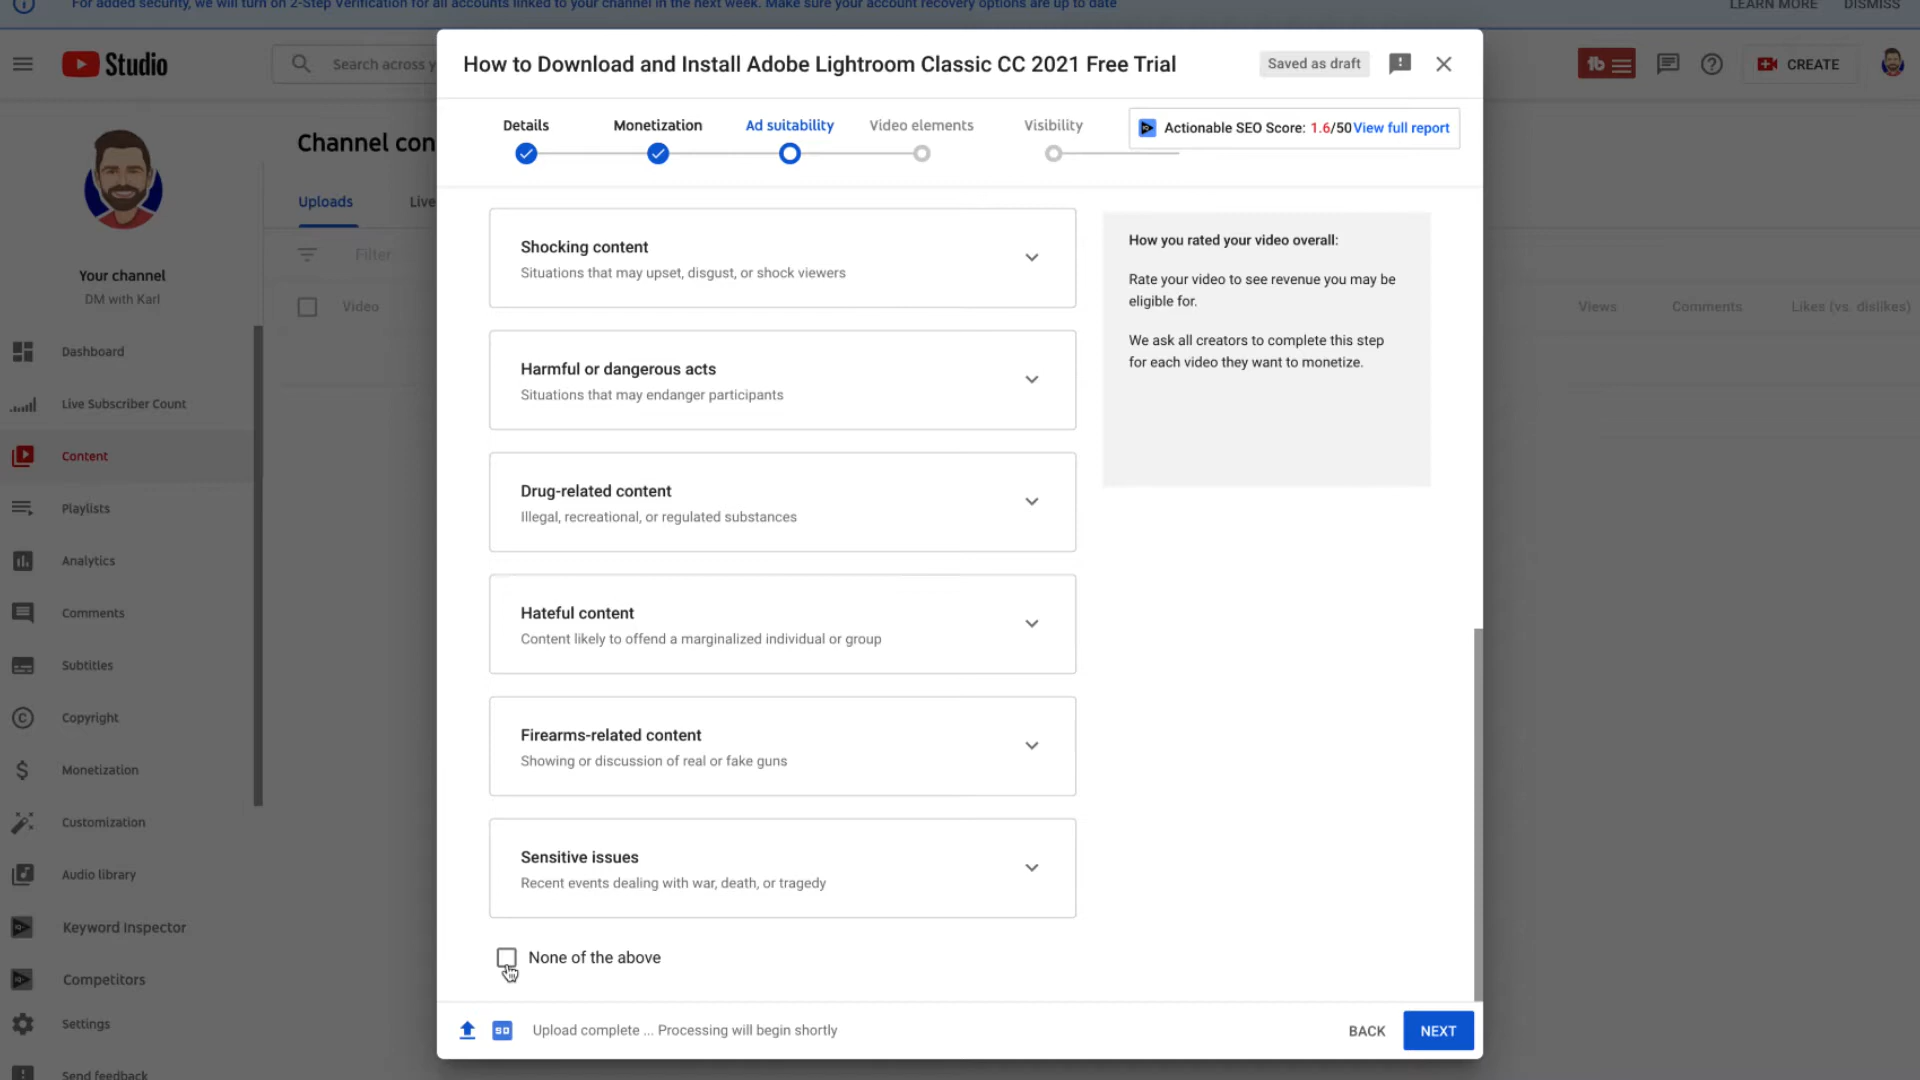 For added security, we will turn on 2-Step Verification for all accounts linked to your channel in the next week. Make sure your account recovery options are up to date
LEARN MORE
DISMISS
Studio
Search across y
CREATE
How to Download and Install Adobe Lightroom Classic CC 2021 Free Trial
Saved as draft
Details
Monetization
Ad suitability
Video elements
Visibility
Actionable SEO Score: 1.6/50 View full report
Your channel
DM with Karl
Dashboard
Live Subscriber Count
Content
Playlists
Analytics
Comments
Subtitles
Copyright
Monetization
Customization
Audio library
Keyword Inspector
Competitors
Settings
Send feedback
Channel con
Uploads
Live
Filter
Video
Views
Comments
Likes (vs. dislikes)
Shocking content
Situations that may upset, disgust, or shock viewers
Harmful or dangerous acts
Situations that may endanger participants
Drug-related content
Illegal, recreational, or regulated substances
Hateful content
Content likely to offend a marginalized individual or group
Firearms-related content
Showing or discussion of real or fake guns
Sensitive issues
Recent events dealing with war, death, or tragedy
None of the above
How you rated your video overall:
Rate your video to see revenue you may be
eligible for.
We ask all creators to complete this step
for each video they want to monetize.
SD
Upload complete ... Processing will begin shortly
BACK
NEXT